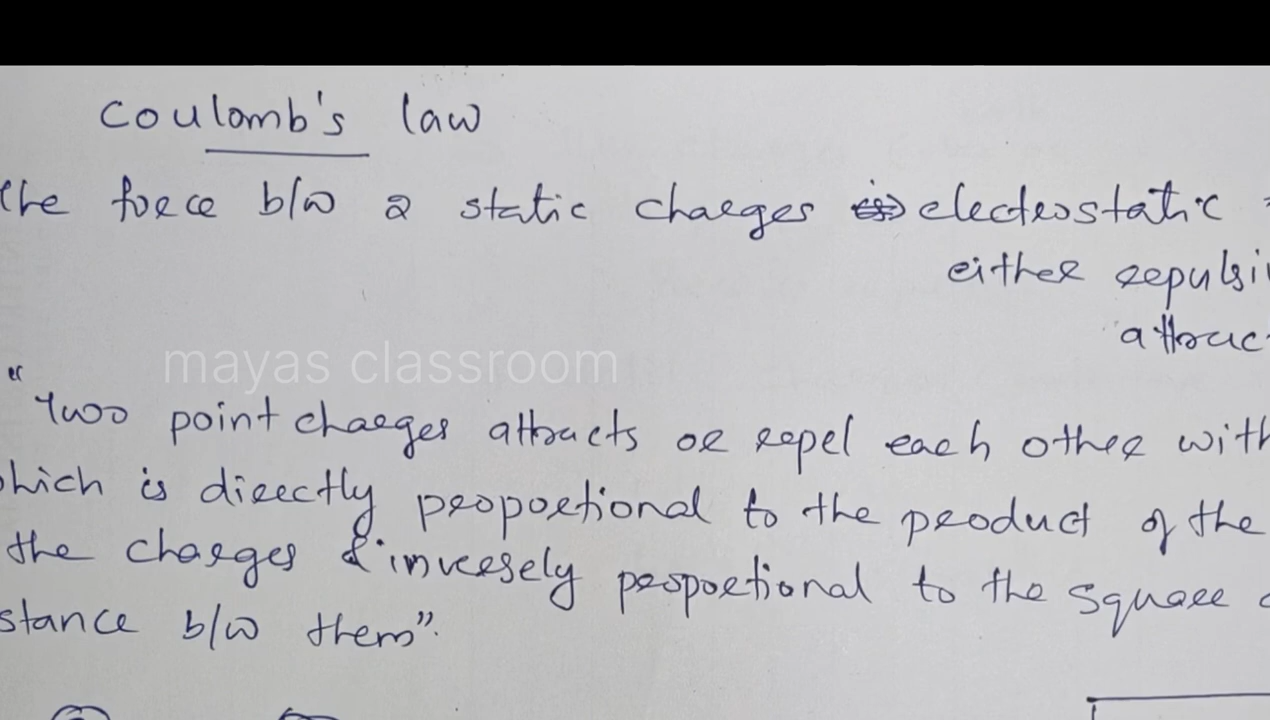 Coulomb's law
the force b/w 2 static charges electrostatic
either repulsi
attrac
mayas classroom
"Two point charges attracts or repel each other with
hich is directly proportional to the product of the
the charges & inversely proportional to the square
stance b/w them".